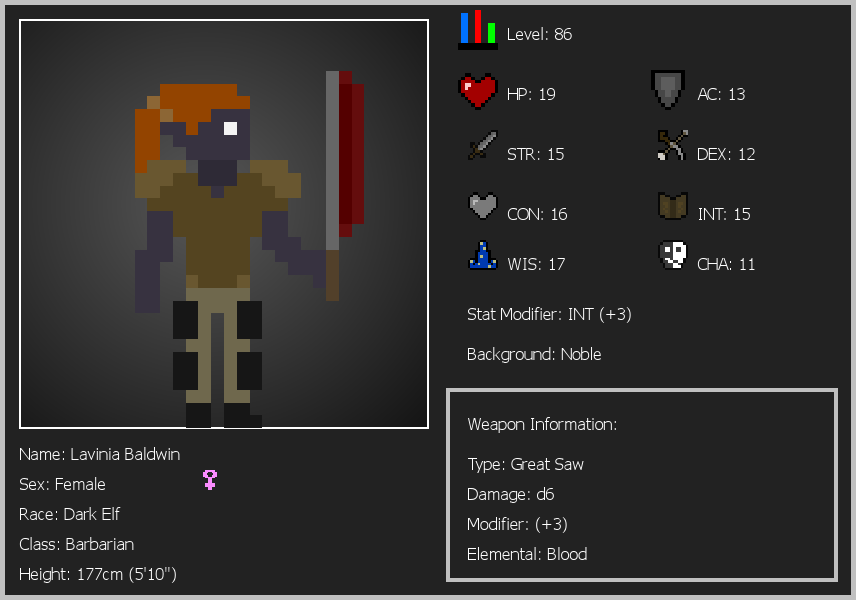 Level: 86
HP: 19
AC: 13
STR: 15
DEX: 12
CON: 16
INT: 15
WIS: 17
CHA: 11
Stat Modifier: INT (+3)
Background: Noble
Weapon Information:
Type: Great Saw
Damage: d6
Modifier: (+3)
Elemental: Blood
Name: Lavinia Baldwin
Sex: Female
Race: Dark Elf
Class: Barbarian
Height: 177cm (5'10")